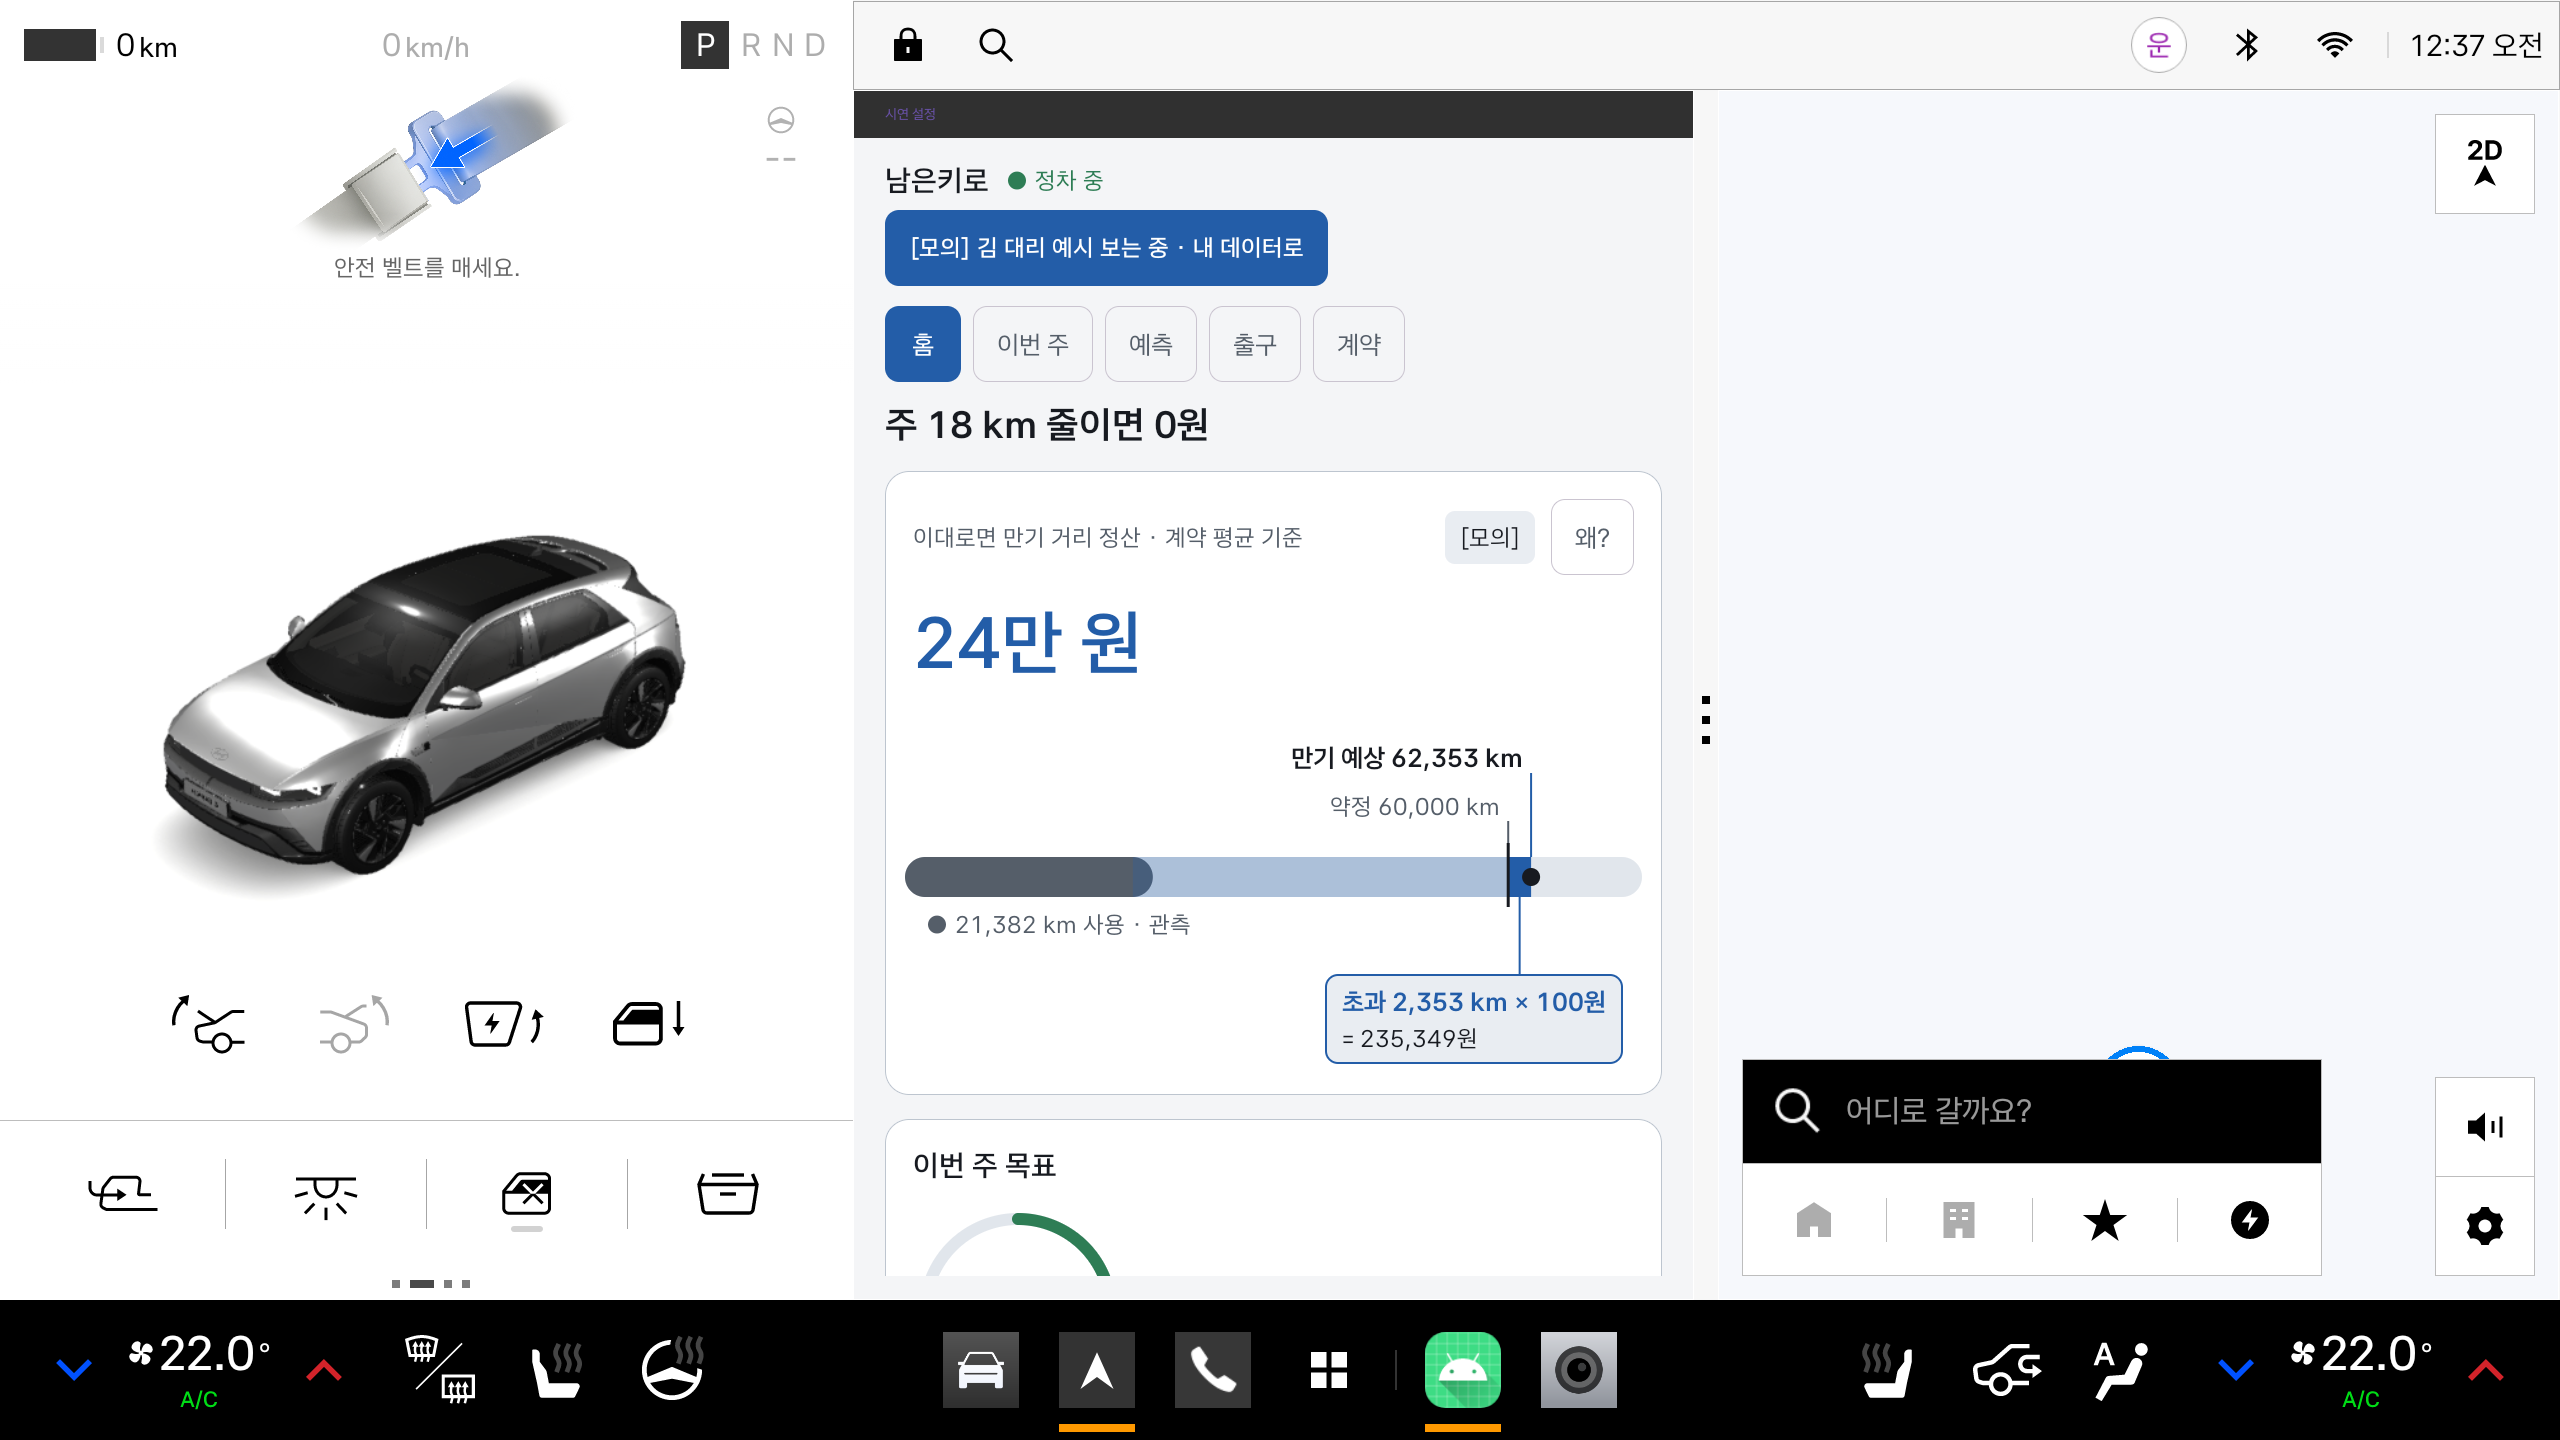 0 km
0 km/h
P R N D
안전 벨트를 매세요.
운
12:37 오전
시연 설정
남은키로
정차 중
[모의] 김 대리 예시 보는 중 · 내 데이터로
홈
이번 주
예측
출구
계약
주 18 km 줄이면 0원
이대로면 만기 거리 정산 · 계약 평균 기준
[모의]
왜?
24만 원
만기 예상 62,353 km
약정 60,000 km
21,382 km 사용 · 관측
초과 2,353 km × 100원
= 235,349원
이번 주 목표
2D
어디로 갈까요?
22.0°
A/C
A
22.0°
A/C